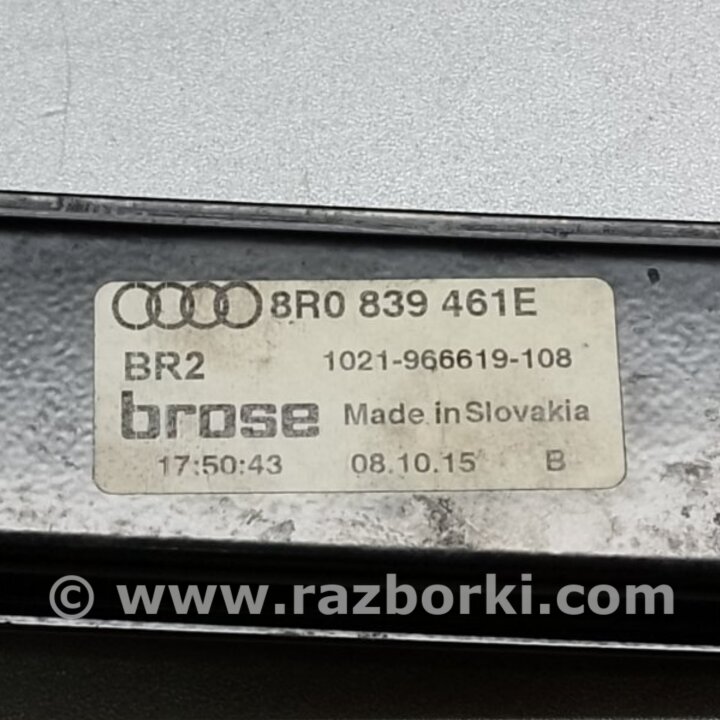 8R0 839 461E
BR2 1021-966619-108
brose Made in Slovakia
17:50:43 08.10.15 B
© www.razborki.com